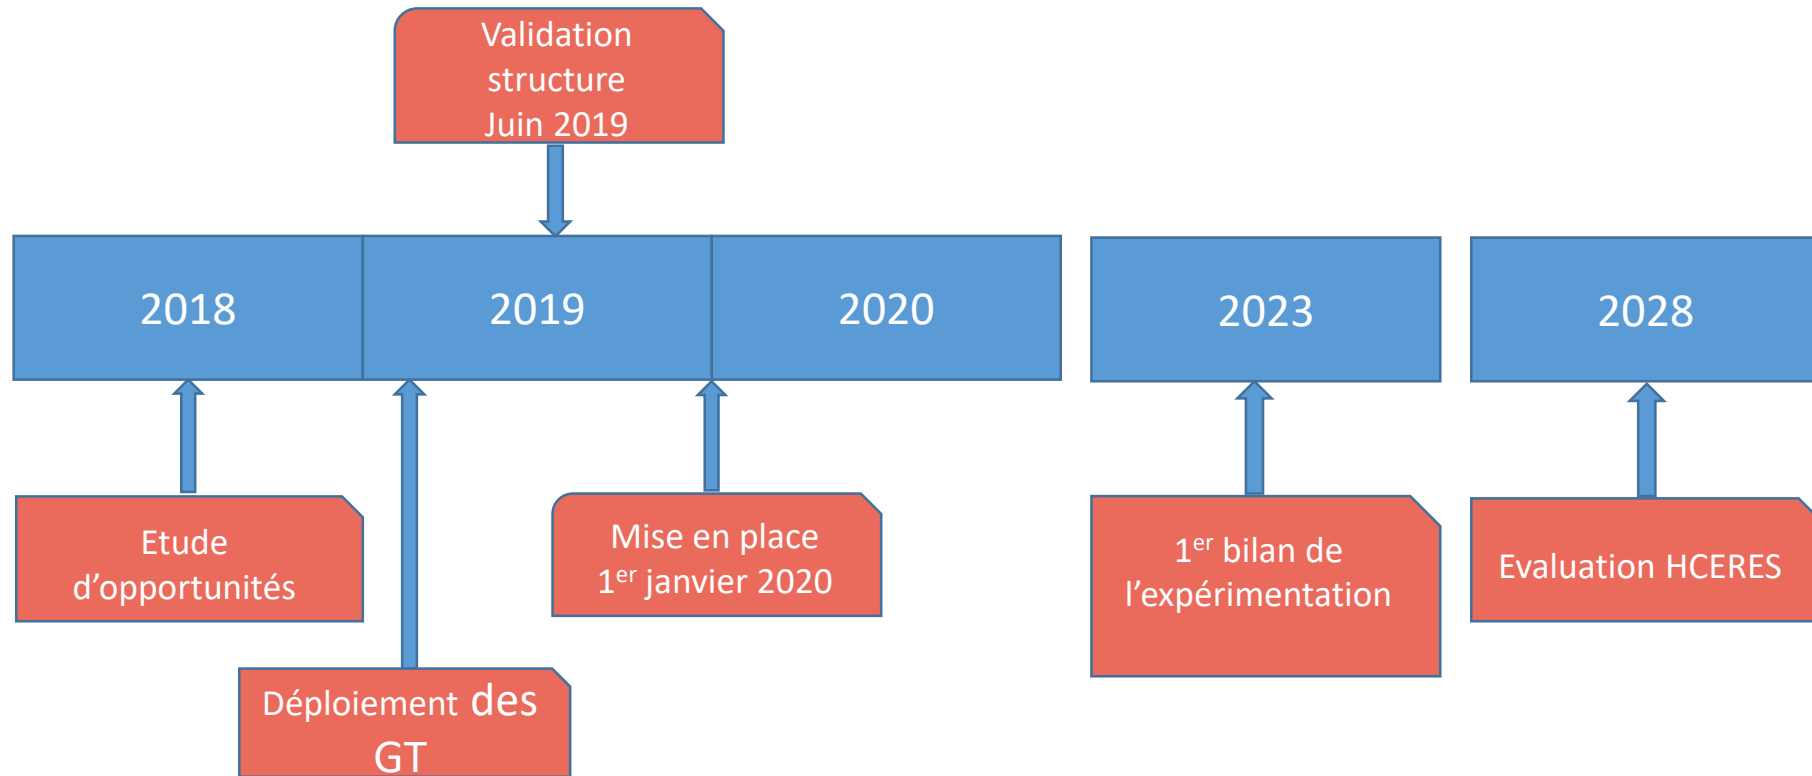 Validation
structure
Juin 2019
2018
2019
2020
2023
2028
Etude
d’opportunités
Mise en place
1er janvier 2020
1er bilan de
l’expérimentation
Evaluation HCERES
Déploiement des
GT